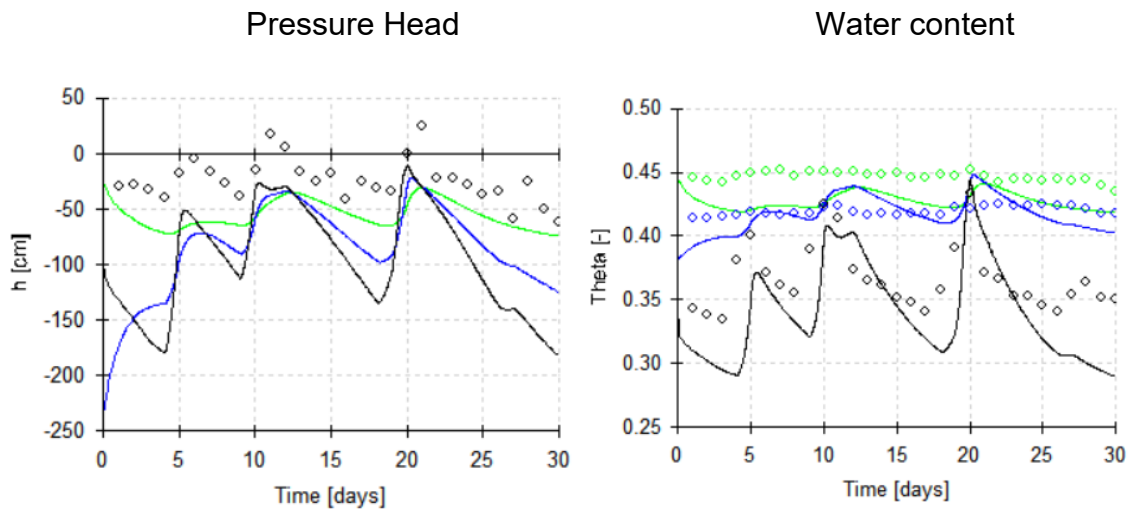 Pressure Head
Water content
50
0
-50
-100
-150
-200
-250
h [cm]
0 5 10 15 20 25 30
Time [days]
0.50
0.45
0.40
0.35
0.30
0.25
Theta [-]
0 5 10 15 20 25 30
Time [days]